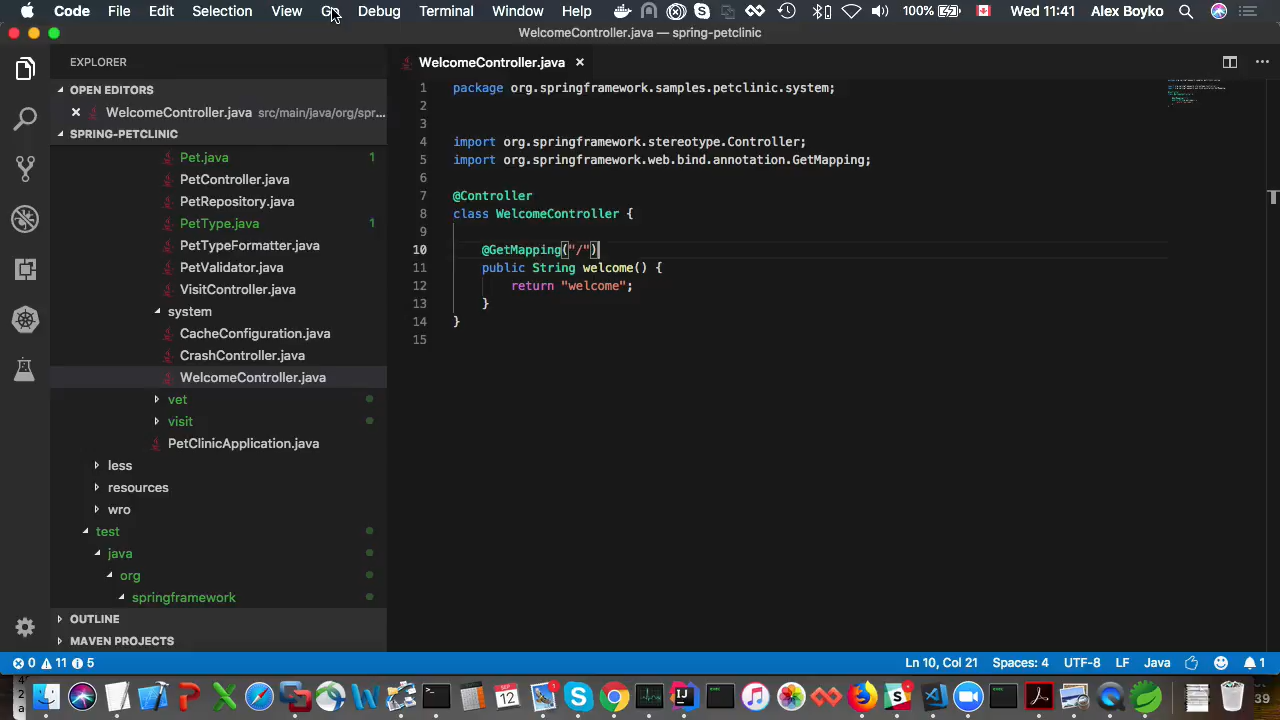 Code File Edit Selection View Go Debug Terminal Window Help 100% Wed 11:41 Alex Boyko
WelcomeController.java — spring-petclinic
EXPLORER
OPEN EDITORS
WelcomeController.java src/main/java/org/spr...
SPRING-PETCLINIC
Pet.java 1
PetController.java
PetRepository.java
PetType.java 1
PetTypeFormatter.java
PetValidator.java
VisitController.java
system
CacheConfiguration.java
CrashController.java
WelcomeController.java
vet
visit
PetClinicApplication.java
less
resources
wro
test
java
org
springframework
OUTLINE
MAVEN PROJECTS
WelcomeController.java
1 package org.springframework.samples.petclinic.system;
2
3
4 import org.springframework.stereotype.Controller;
5 import org.springframework.web.bind.annotation.GetMapping;
6
7 @Controller
8 class WelcomeController {
9
10 @GetMapping("/")
11 public String welcome() {
12 return "welcome";
13 }
14 }
15
0 11 5 Ln 10, Col 21 Spaces: 4 UTF-8 LF Java 1
SEP 12